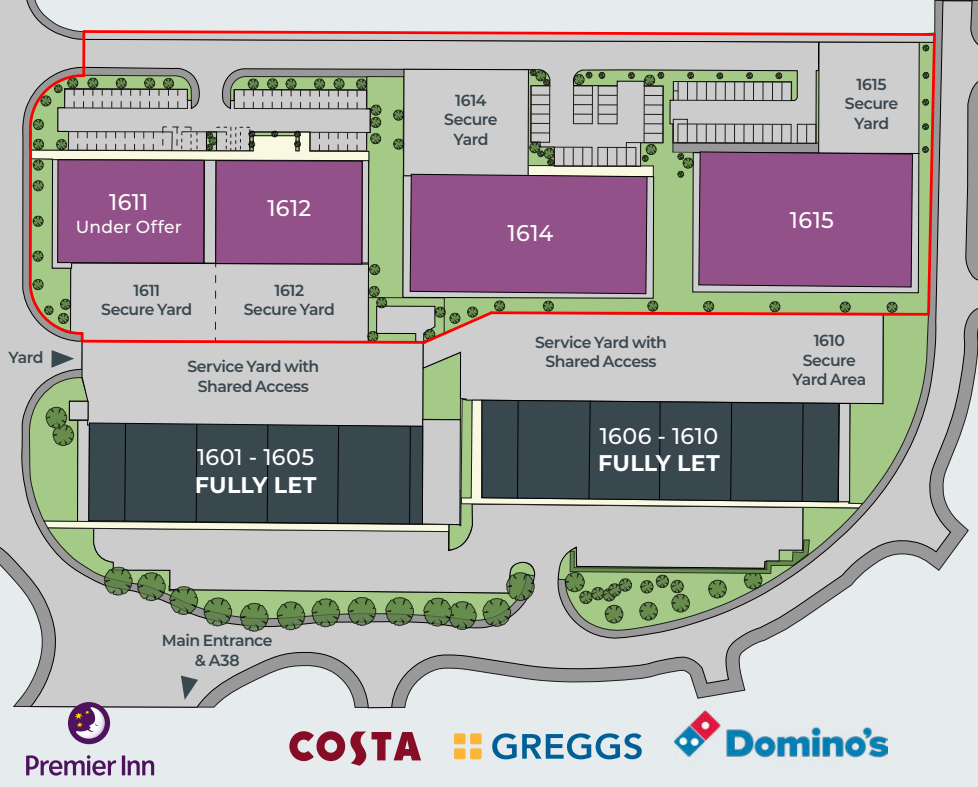 1614
Secure
Yard
1615
Secure
Yard
1611
Under Offer
1612
1614
1615
1611
Secure Yard
1612
Secure Yard
Yard
Service Yard with
Shared Access
Service Yard with
Shared Access
1610
Secure
Yard Area
1601 - 1605
FULLY LET
1606 - 1610
FULLY LET
Main Entrance
& A38
Premier Inn
COSTA
GREGGS
Domino's